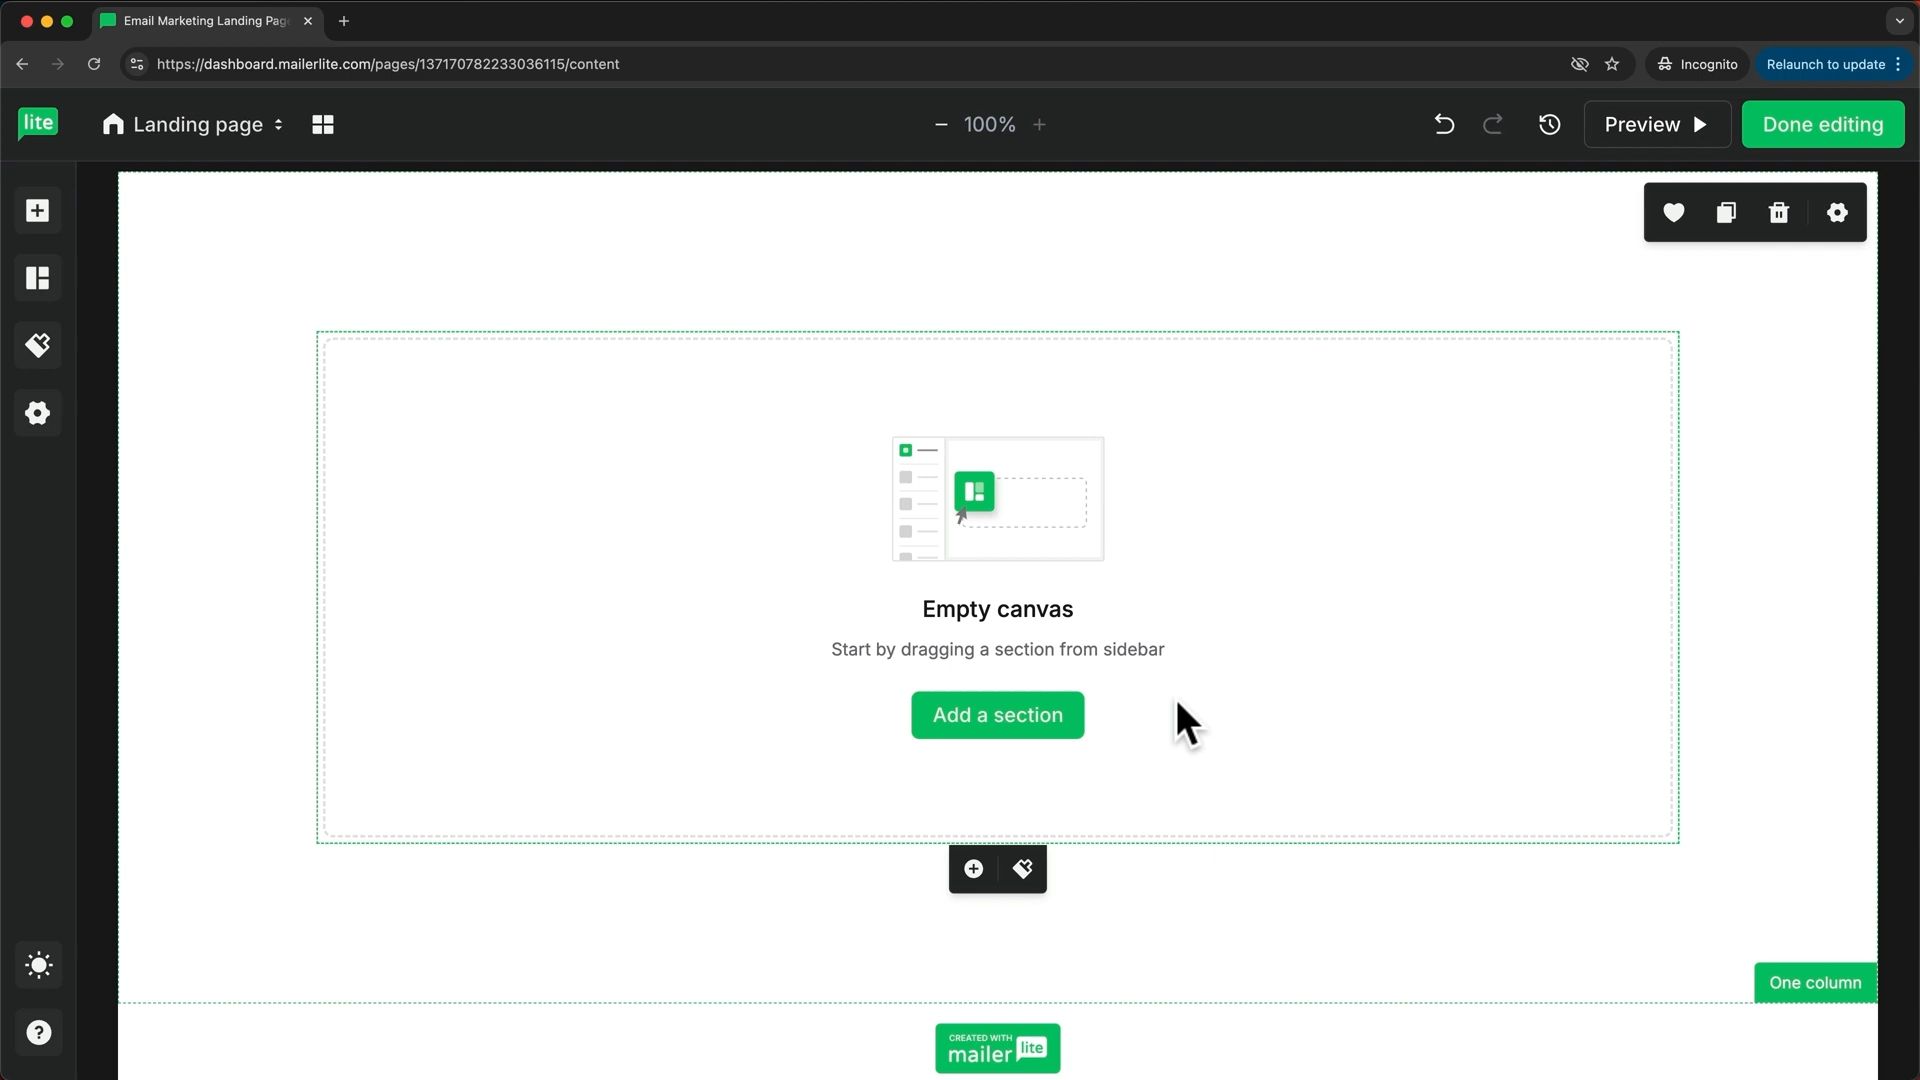 Email Marketing Landing Pag
https://dashboard.mailerlite.com/pages/137170782233036115/content
Incognito
Relaunch to update
lite
Landing page
100%
Preview
Done editing
Empty canvas
Start by dragging a section from sidebar
Add a section
One column
CREATED WITH
mailer lite